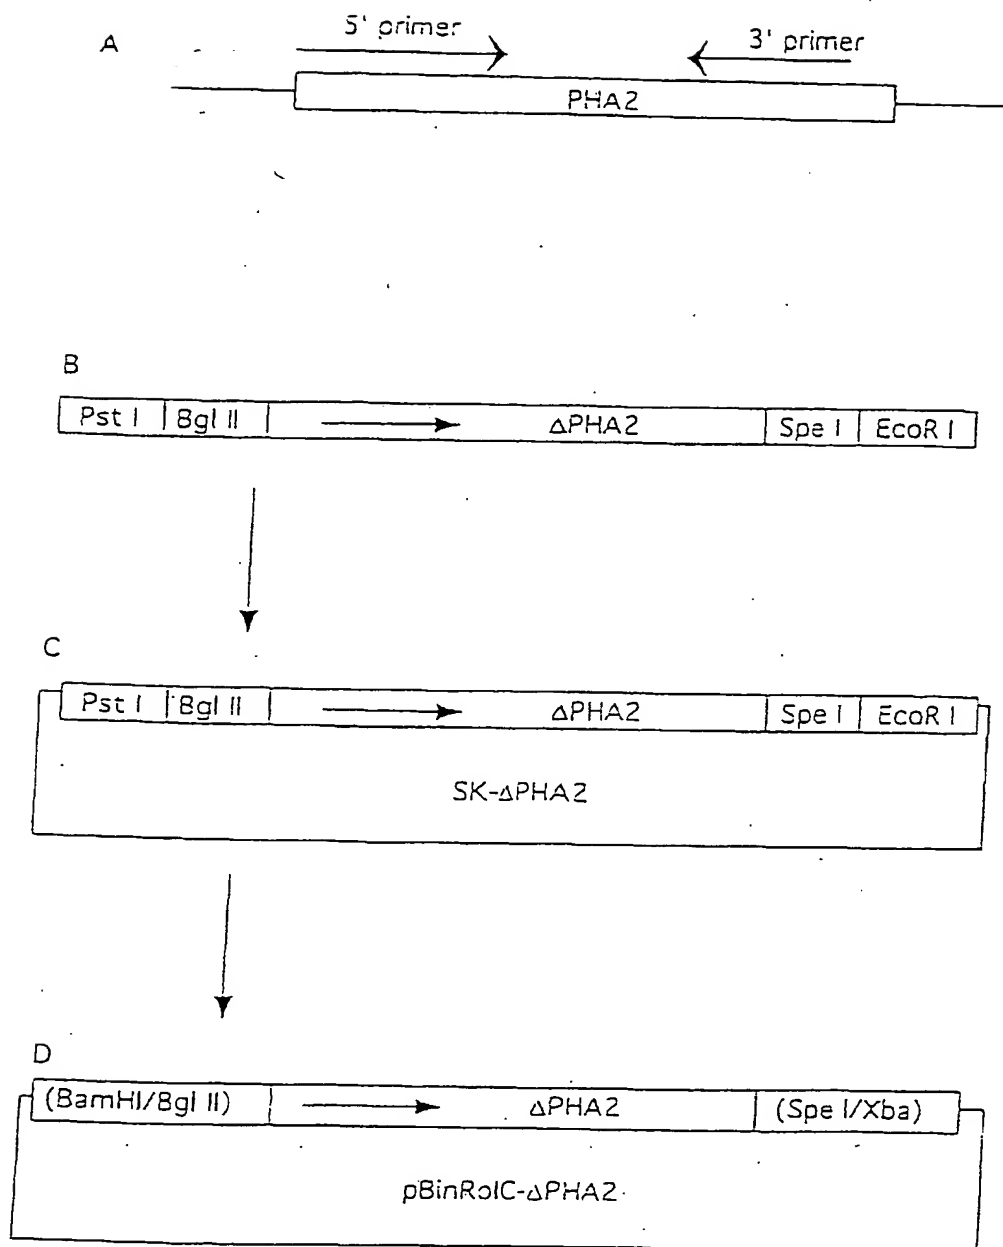 A
5' primer
3' primer
PHA2
B
Pst I Bgl II ΔPHA2 Spe I EcoR I
C
Pst I Bgl II ΔPHA2 Spe I EcoR I
SK-ΔPHA2
D
(BamHI/Bgl II) ΔPHA2 (Spe I/Xba)
pBinRolC-ΔPHA2